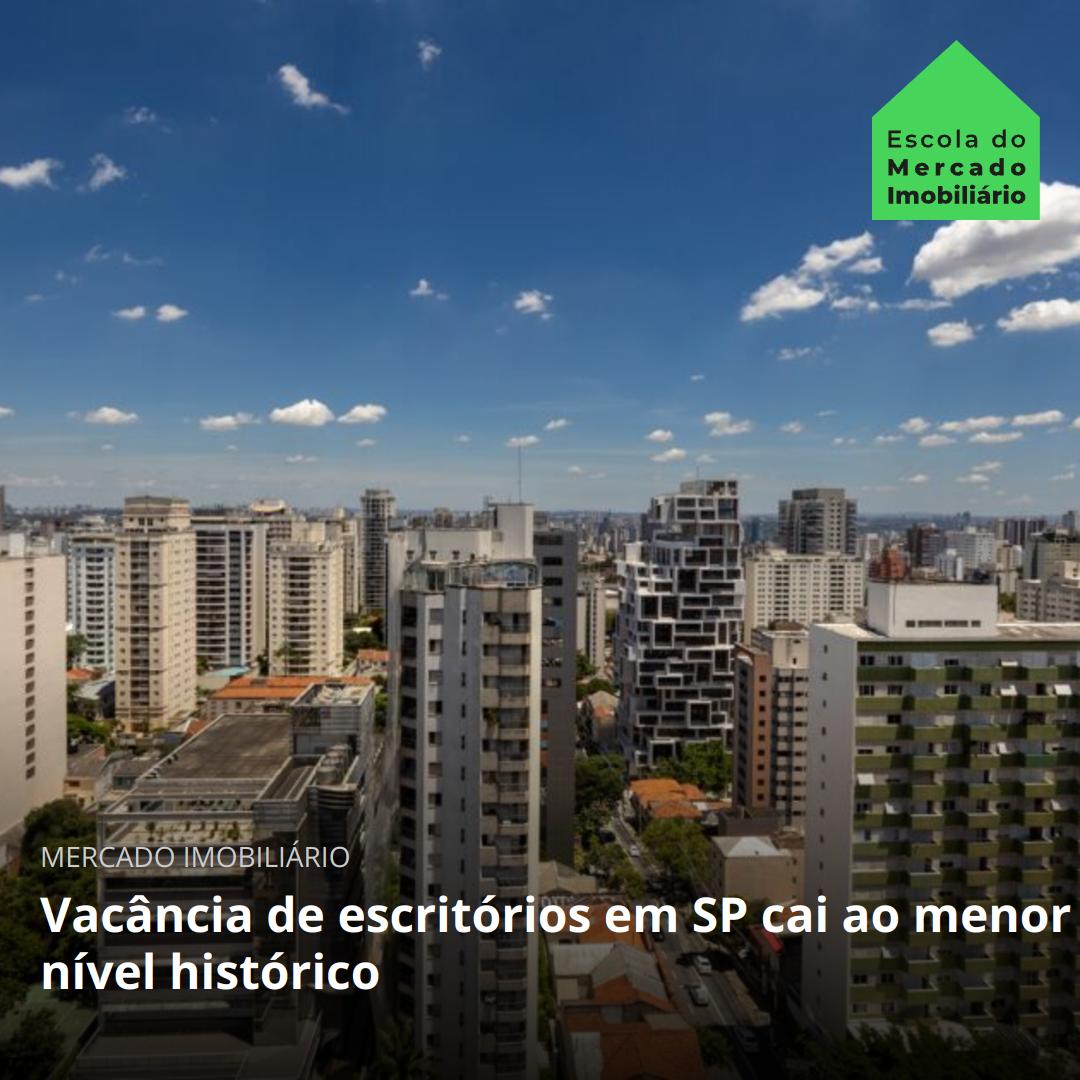 Escola do
Mercado
Imobiliário
MERCADO IMOBILIÁRIO
Vacância de escritórios em SP cai ao menor
nível histórico